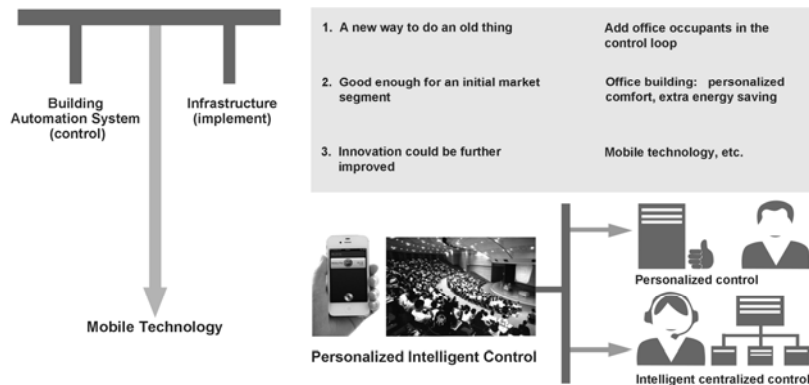 Building
Automation System
(control)
Infrastructure
(implement)
Mobile Technology
1. A new way to do an old thing
Add office occupants in the
control loop
2. Good enough for an initial market
segment
Office building: personalized
comfort, extra energy saving
3. Innovation could be further
improved
Mobile technology, etc.
Personalized Intelligent Control
Personalized control
Intelligent centralized control